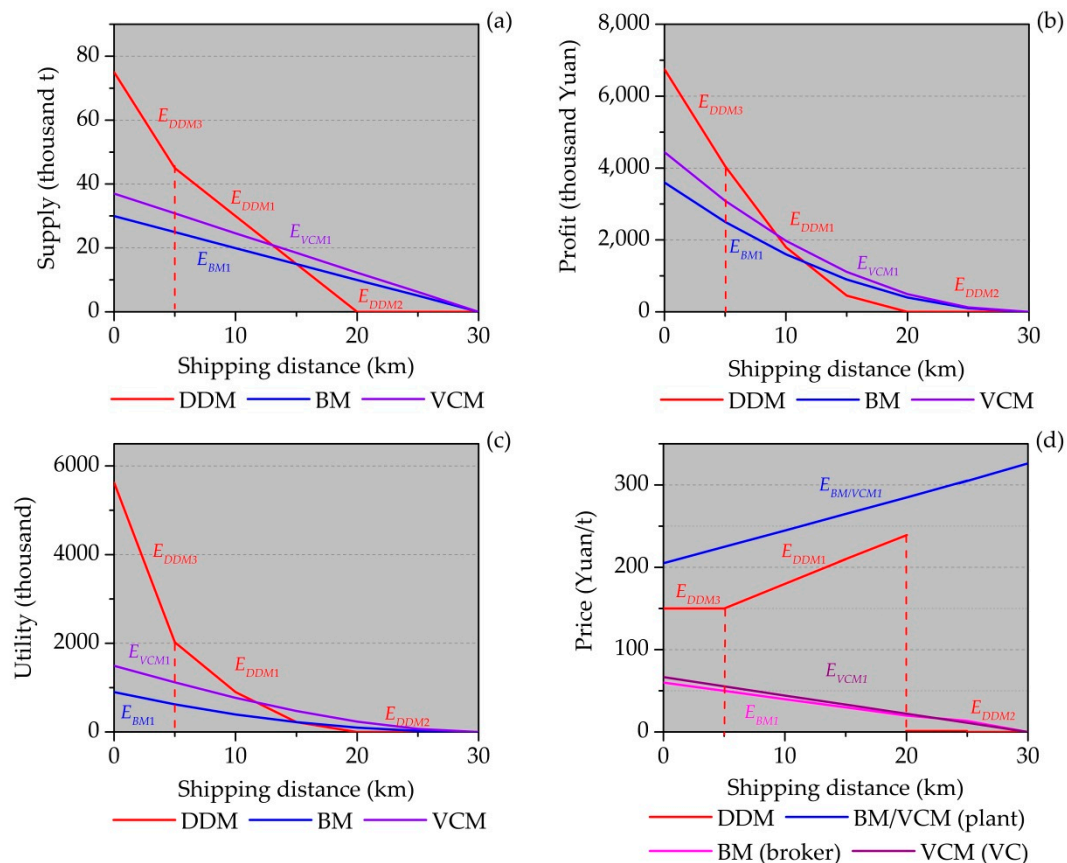 (a)
Supply (thousand t)
80
60
40
20
0
E_DDM3
E_DDM1
E_VCM1
E_BM1
E_DDM2
0 10 20 30
Shipping distance (km)
DDM BM VCM
(b)
Profit (thousand Yuan)
8,000
6,000
4,000
2,000
0
E_DDM3
E_DDM1
E_BM1
E_VCM1
E_DDM2
0 10 20 30
Shipping distance (km)
DDM BM VCM
(c)
Utility (thousand)
6000
4000
2000
0
E_DDM3
E_VCM1
E_DDM1
E_BM1
E_DDM2
0 10 20 30
Shipping distance (km)
DDM BM VCM
(d)
Price (Yuan/t)
300
200
100
0
E_BM/VCM1
E_DDM1
E_DDM3
E_VCM1
E_BM1
E_DDM2
0 10 20 30
Shipping distance (km)
DDM BM/VCM (plant)
BM (broker) VCM (VC)